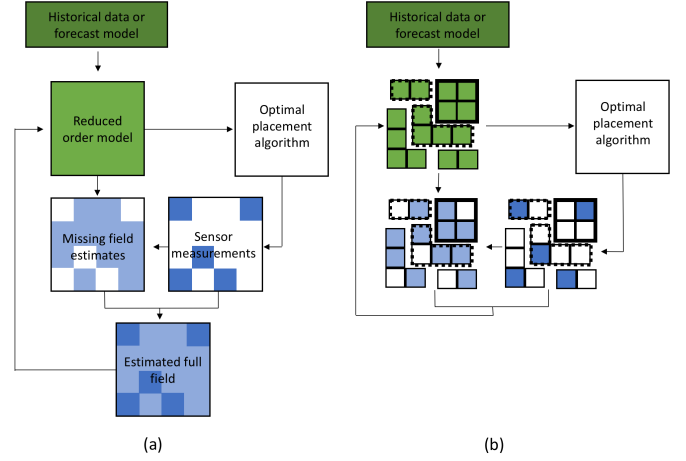 Historical data or
forecast model
Reduced
order model
Optimal
placement
algorithm
Missing field
estimates
Sensor
measurements
Estimated full
field
(a)
Historical data or
forecast model
Optimal
placement
algorithm
(b)